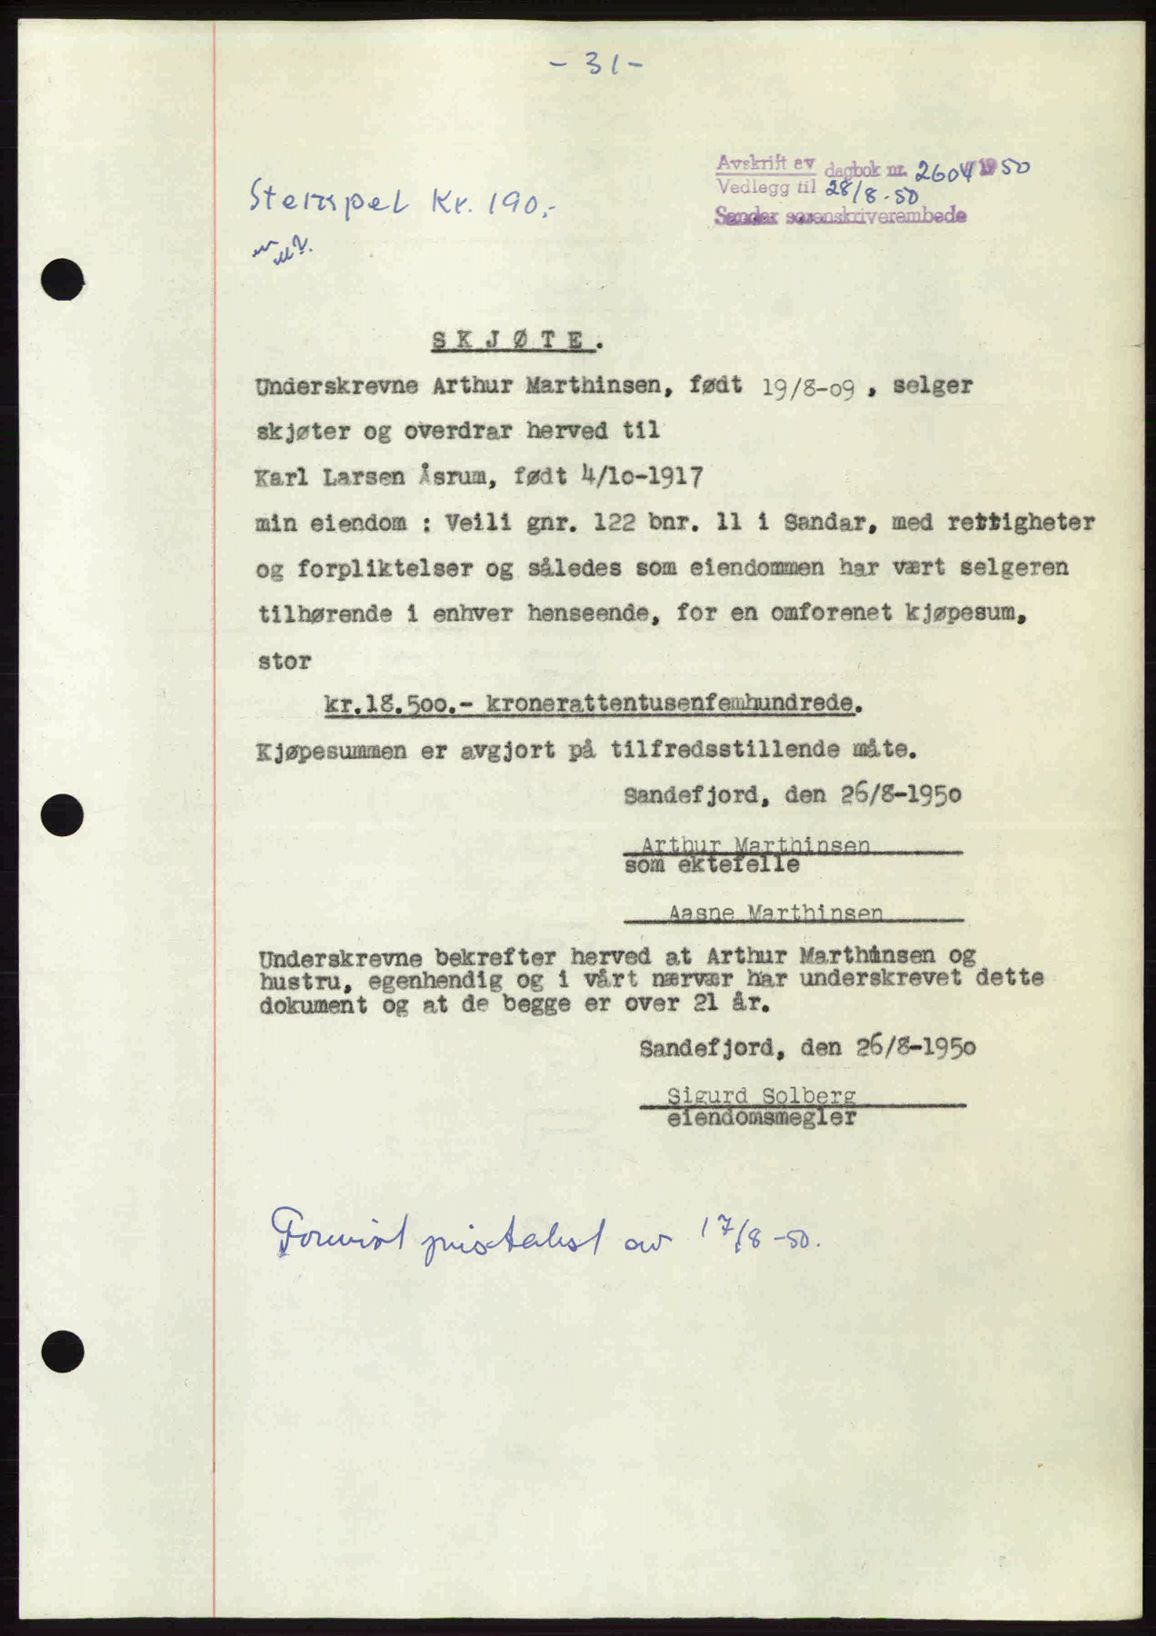 - 31 -
Avskrift av dagbok nr. 2604/1950
Vedlegg til 28/8-50
Sandar sorenskriverembede
Stempel Kr. 190,-
SKJØTE.
Underskrevne Arthur Marthinsen, født 19/8-09 , selger
skjøter og overdrar herved til
Karl Larsen Åsrum, født 4/10-1917
min eiendom : Veili gnr. 122 bnr. 11 i Sandar, med rettigheter
og forpliktelser og således som eiendommen har vært selgeren
tilhørende i enhver henseende, for en omforenet kjøpesum,
stor
kr.18.500.- kronerattentusenfemhundrede.
Kjøpesummen er avgjort på tilfredsstillende måte.
Sandefjord, den 26/8-1950
Arthur Marthinsen
som ektefelle
Aasne Marthinsen
Underskrevne bekrefter herved at Arthur Marthinsen og
hustru, egenhendig og i vårt nærvær har underskrevet dette
dokument og at de begge er over 21 år.
Sandefjord, den 26/8-1950
Sigurd Solberg
eiendomsmegler
Forevist pristakst av 17/8-50.